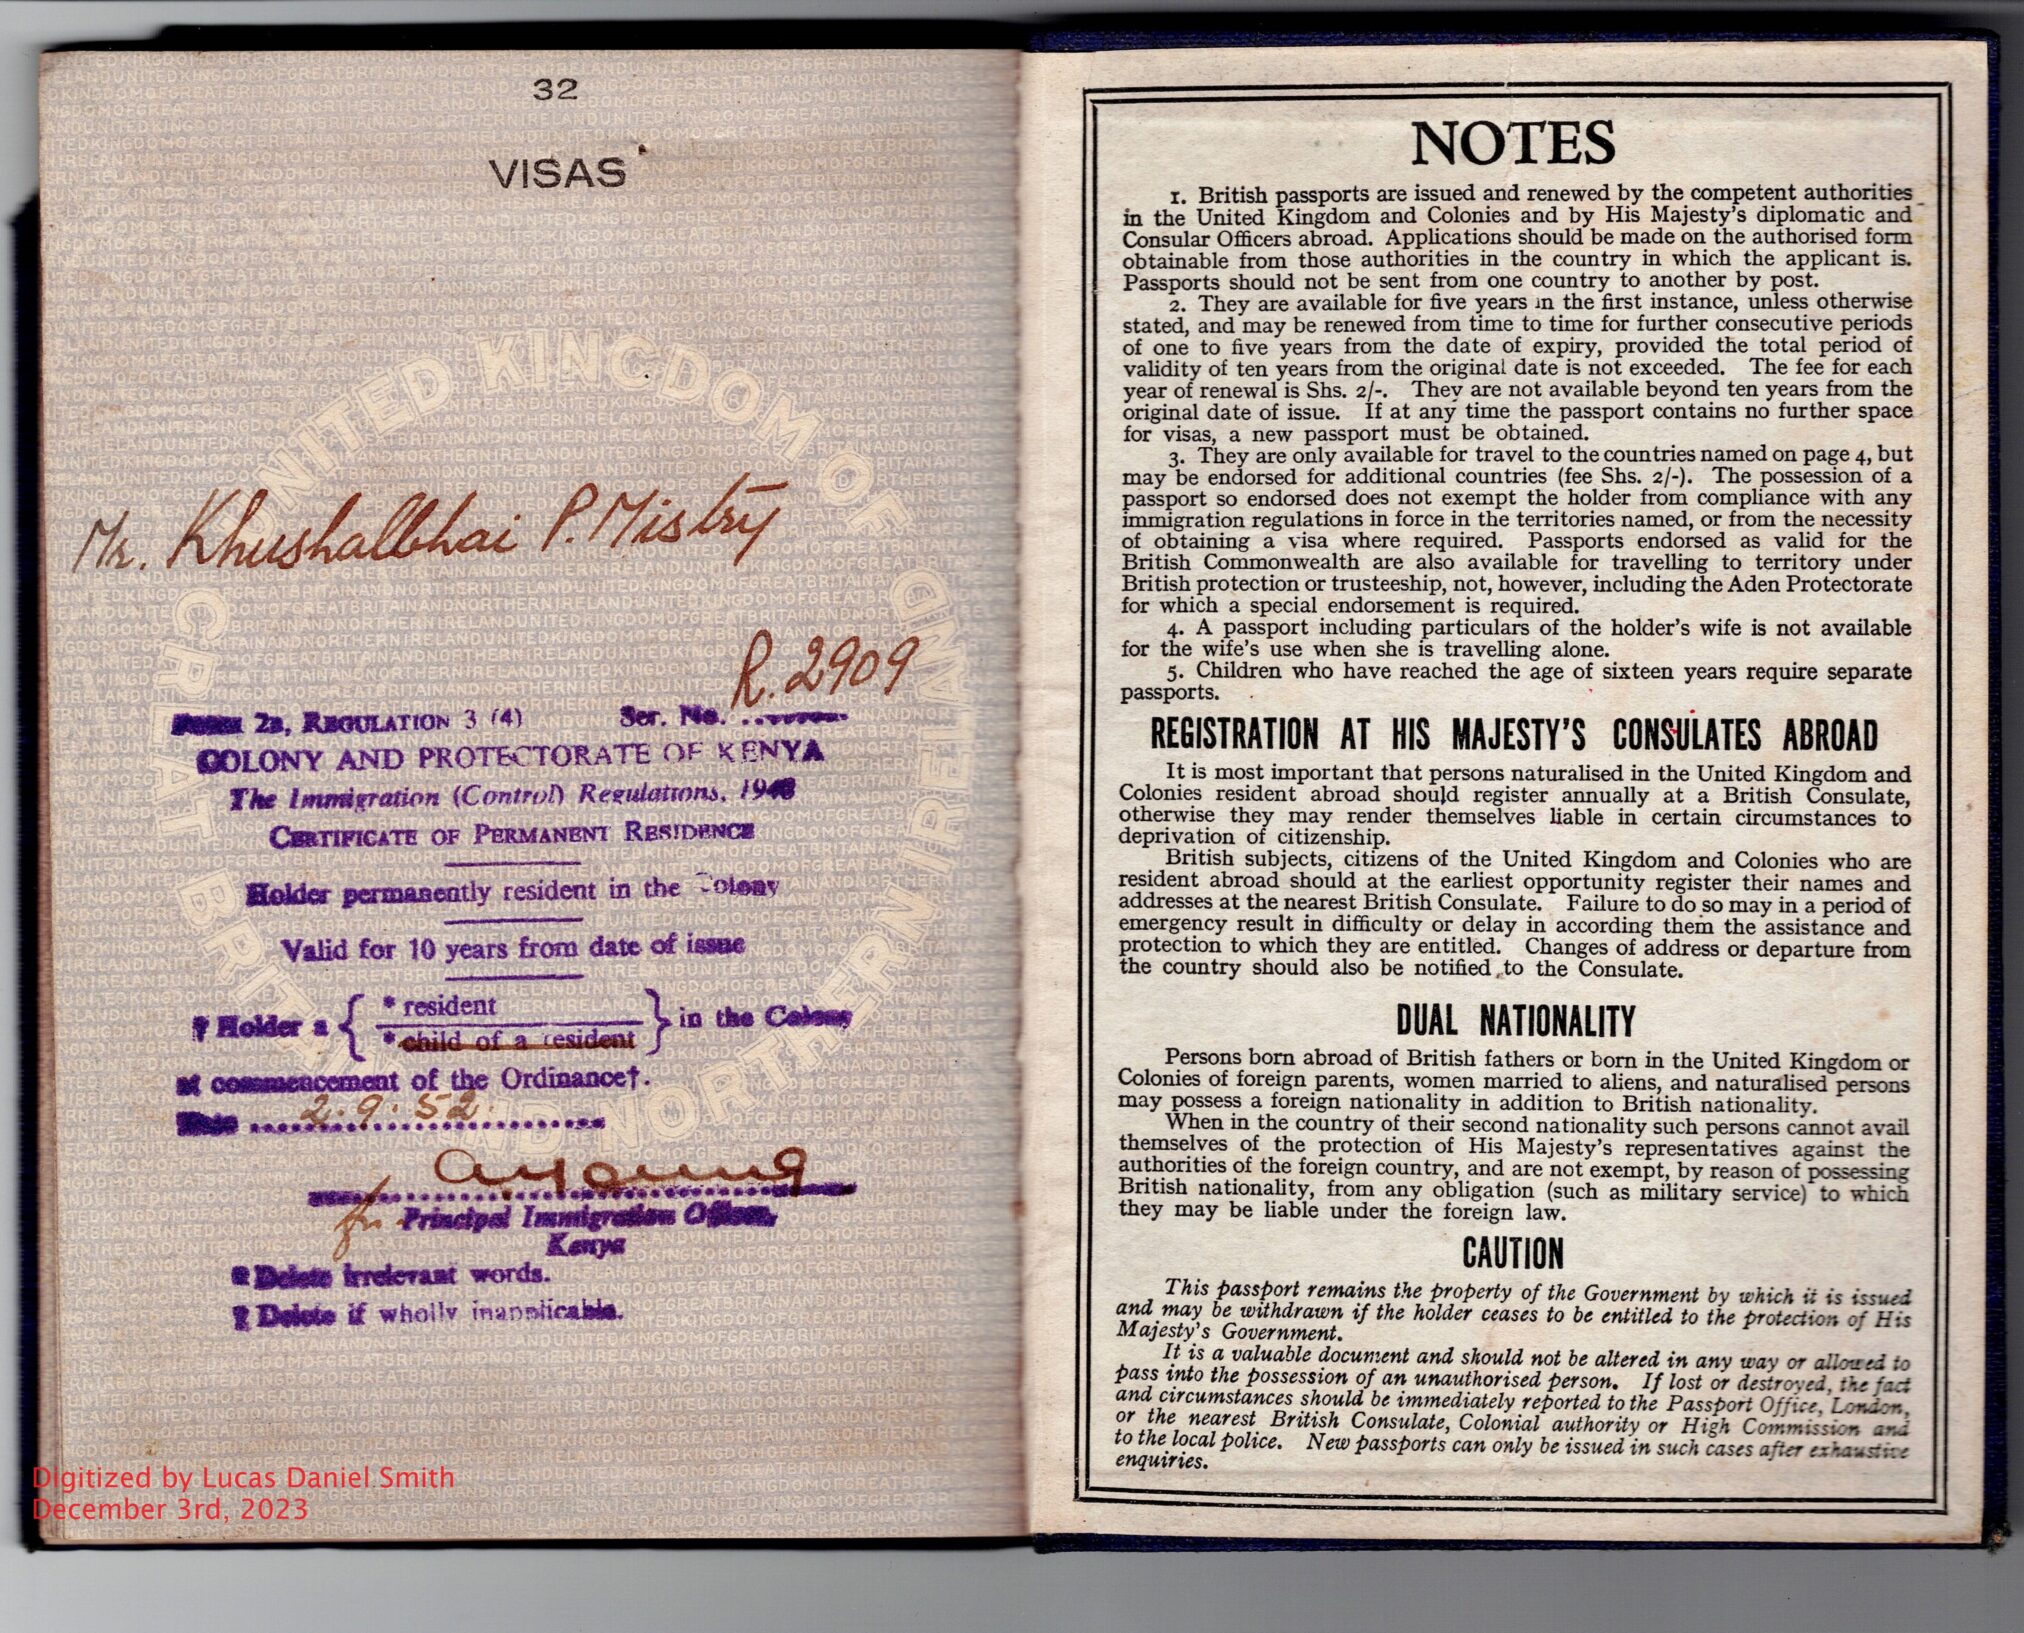 32
VISAS
Mr. Khushalbhai P. Mistry
R. 2909
2B, REGULATION 3 (4) Ser. No. ..........
COLONY AND PROTECTORATE OF KENYA
The Immigration (Control) Regulations, 1948
CERTIFICATE OF PERMANENT RESIDENCE
Holder permanently resident in the Colony
Valid for 10 years from date of issue
* resident
† Holder a { } in the Colony
* child of a resident
at commencement of the Ordinance†.
Date 2.9.52
for Principal Immigration Officer,
Kenya
* Delete irrelevant words.
† Delete if wholly inapplicable.
UNITED KINGDOM OF GREAT BRITAIN AND NORTHERN IRELAND
Digitized by Lucas Daniel Smith
December 3rd, 2023
NOTES
1. British passports are issued and renewed by the competent authorities
in the United Kingdom and Colonies and by His Majesty's diplomatic and
Consular Officers abroad. Applications should be made on the authorised form
obtainable from those authorities in the country in which the applicant is.
Passports should not be sent from one country to another by post.
2. They are available for five years in the first instance, unless otherwise
stated, and may be renewed from time to time for further consecutive periods
of one to five years from the date of expiry, provided the total period of
validity of ten years from the original date is not exceeded. The fee for each
year of renewal is Shs. 2/-. They are not available beyond ten years from the
original date of issue. If at any time the passport contains no further space
for visas, a new passport must be obtained.
3. They are only available for travel to the countries named on page 4, but
may be endorsed for additional countries (fee Shs. 2/-). The possession of a
passport so endorsed does not exempt the holder from compliance with any
immigration regulations in force in the territories named, or from the necessity
of obtaining a visa where required. Passports endorsed as valid for the
British Commonwealth are also available for travelling to territory under
British protection or trusteeship, not, however, including the Aden Protectorate
for which a special endorsement is required.
4. A passport including particulars of the holder's wife is not available
for the wife's use when she is travelling alone.
5. Children who have reached the age of sixteen years require separate
passports.
REGISTRATION AT HIS MAJESTY'S CONSULATES ABROAD
It is most important that persons naturalised in the United Kingdom and
Colonies resident abroad should register annually at a British Consulate,
otherwise they may render themselves liable in certain circumstances to
deprivation of citizenship.
British subjects, citizens of the United Kingdom and Colonies who are
resident abroad should at the earliest opportunity register their names and
addresses at the nearest British Consulate. Failure to do so may in a period of
emergency result in difficulty or delay in according them the assistance and
protection to which they are entitled. Changes of address or departure from
the country should also be notified to the Consulate.
DUAL NATIONALITY
Persons born abroad of British fathers or born in the United Kingdom or
Colonies of foreign parents, women married to aliens, and naturalised persons
may possess a foreign nationality in addition to British nationality.
When in the country of their second nationality such persons cannot avail
themselves of the protection of His Majesty's representatives against the
authorities of the foreign country, and are not exempt, by reason of possessing
British nationality, from any obligation (such as military service) to which
they may be liable under the foreign law.
CAUTION
This passport remains the property of the Government by which it is issued
and may be withdrawn if the holder ceases to be entitled to the protection of His
Majesty's Government.
It is a valuable document and should not be altered in any way or allowed to
pass into the possession of an unauthorised person. If lost or destroyed, the fact
and circumstances should be immediately reported to the Passport Office, London,
or the nearest British Consulate, Colonial authority or High Commission and
to the local police. New passports can only be issued in such cases after exhaustive
enquiries.